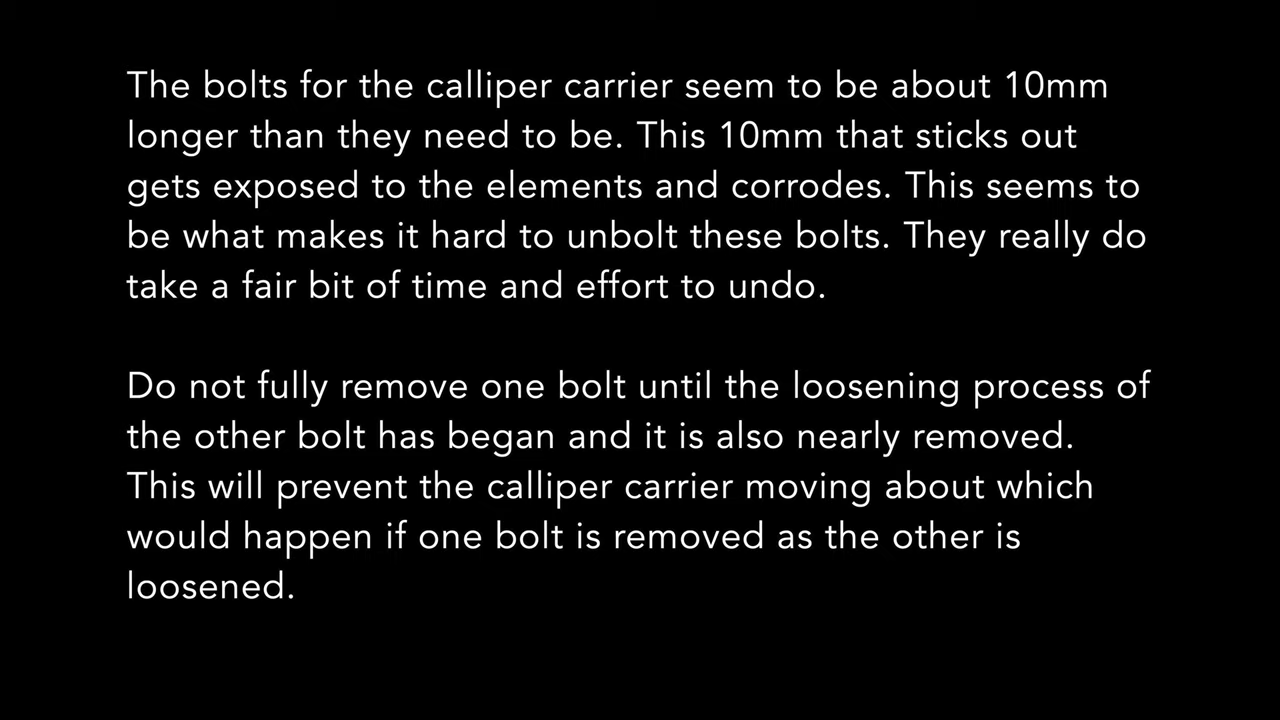 The bolts for the calliper carrier seem to be about 10mm
longer than they need to be. This 10mm that sticks out
gets exposed to the elements and corrodes. This seems to
be what makes it hard to unbolt these bolts. They really do
take a fair bit of time and effort to undo.
Do not fully remove one bolt until the loosening process of
the other bolt has began and it is also nearly removed.
This will prevent the calliper carrier moving about which
would happen if one bolt is removed as the other is
loosened.